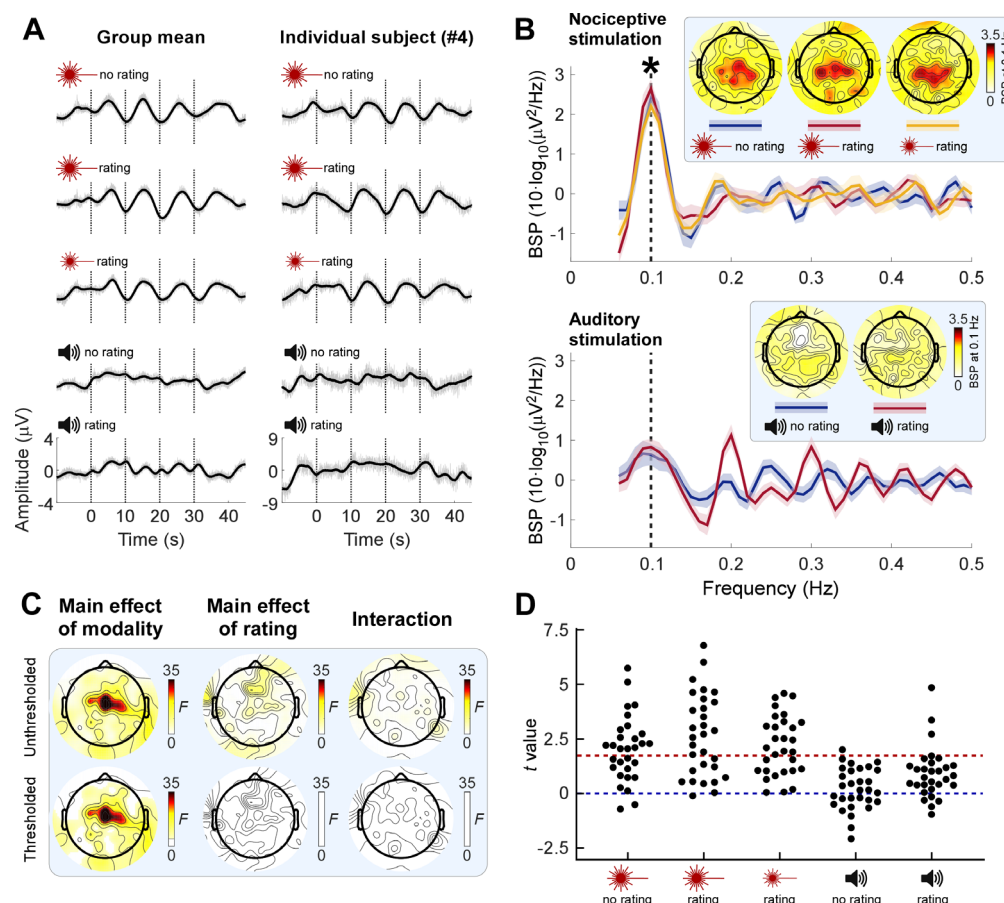 A
Group mean
Individual subject (#4)
no rating
no rating
rating
rating
rating
rating
no rating
no rating
rating
rating
Amplitude (μV)
4
0
-4
9
0
-9
0 10 20 30 40
0 10 20 30 40
Time (s)
Time (s)
B
Nociceptive
stimulation
*
3.5
0
no rating
rating
rating
BSP (10·log10(μV2/Hz))
3
2
1
0
-1
0 0.1 0.2 0.3 0.4 0.5
Auditory
stimulation
3.5
0
BSP at 0.1 Hz
no rating
rating
BSP (10·log10(μV2/Hz))
3
2
1
0
-1
0 0.1 0.2 0.3 0.4 0.5
Frequency (Hz)
C
Main effect
of modality
Main effect
of rating
Interaction
Unthresholded
35
F
0
35
F
0
35
F
0
Thresholded
35
F
0
35
F
0
35
F
0
D
t value
7.5
5
2.5
0
-2.5
no rating
rating
rating
no rating
rating